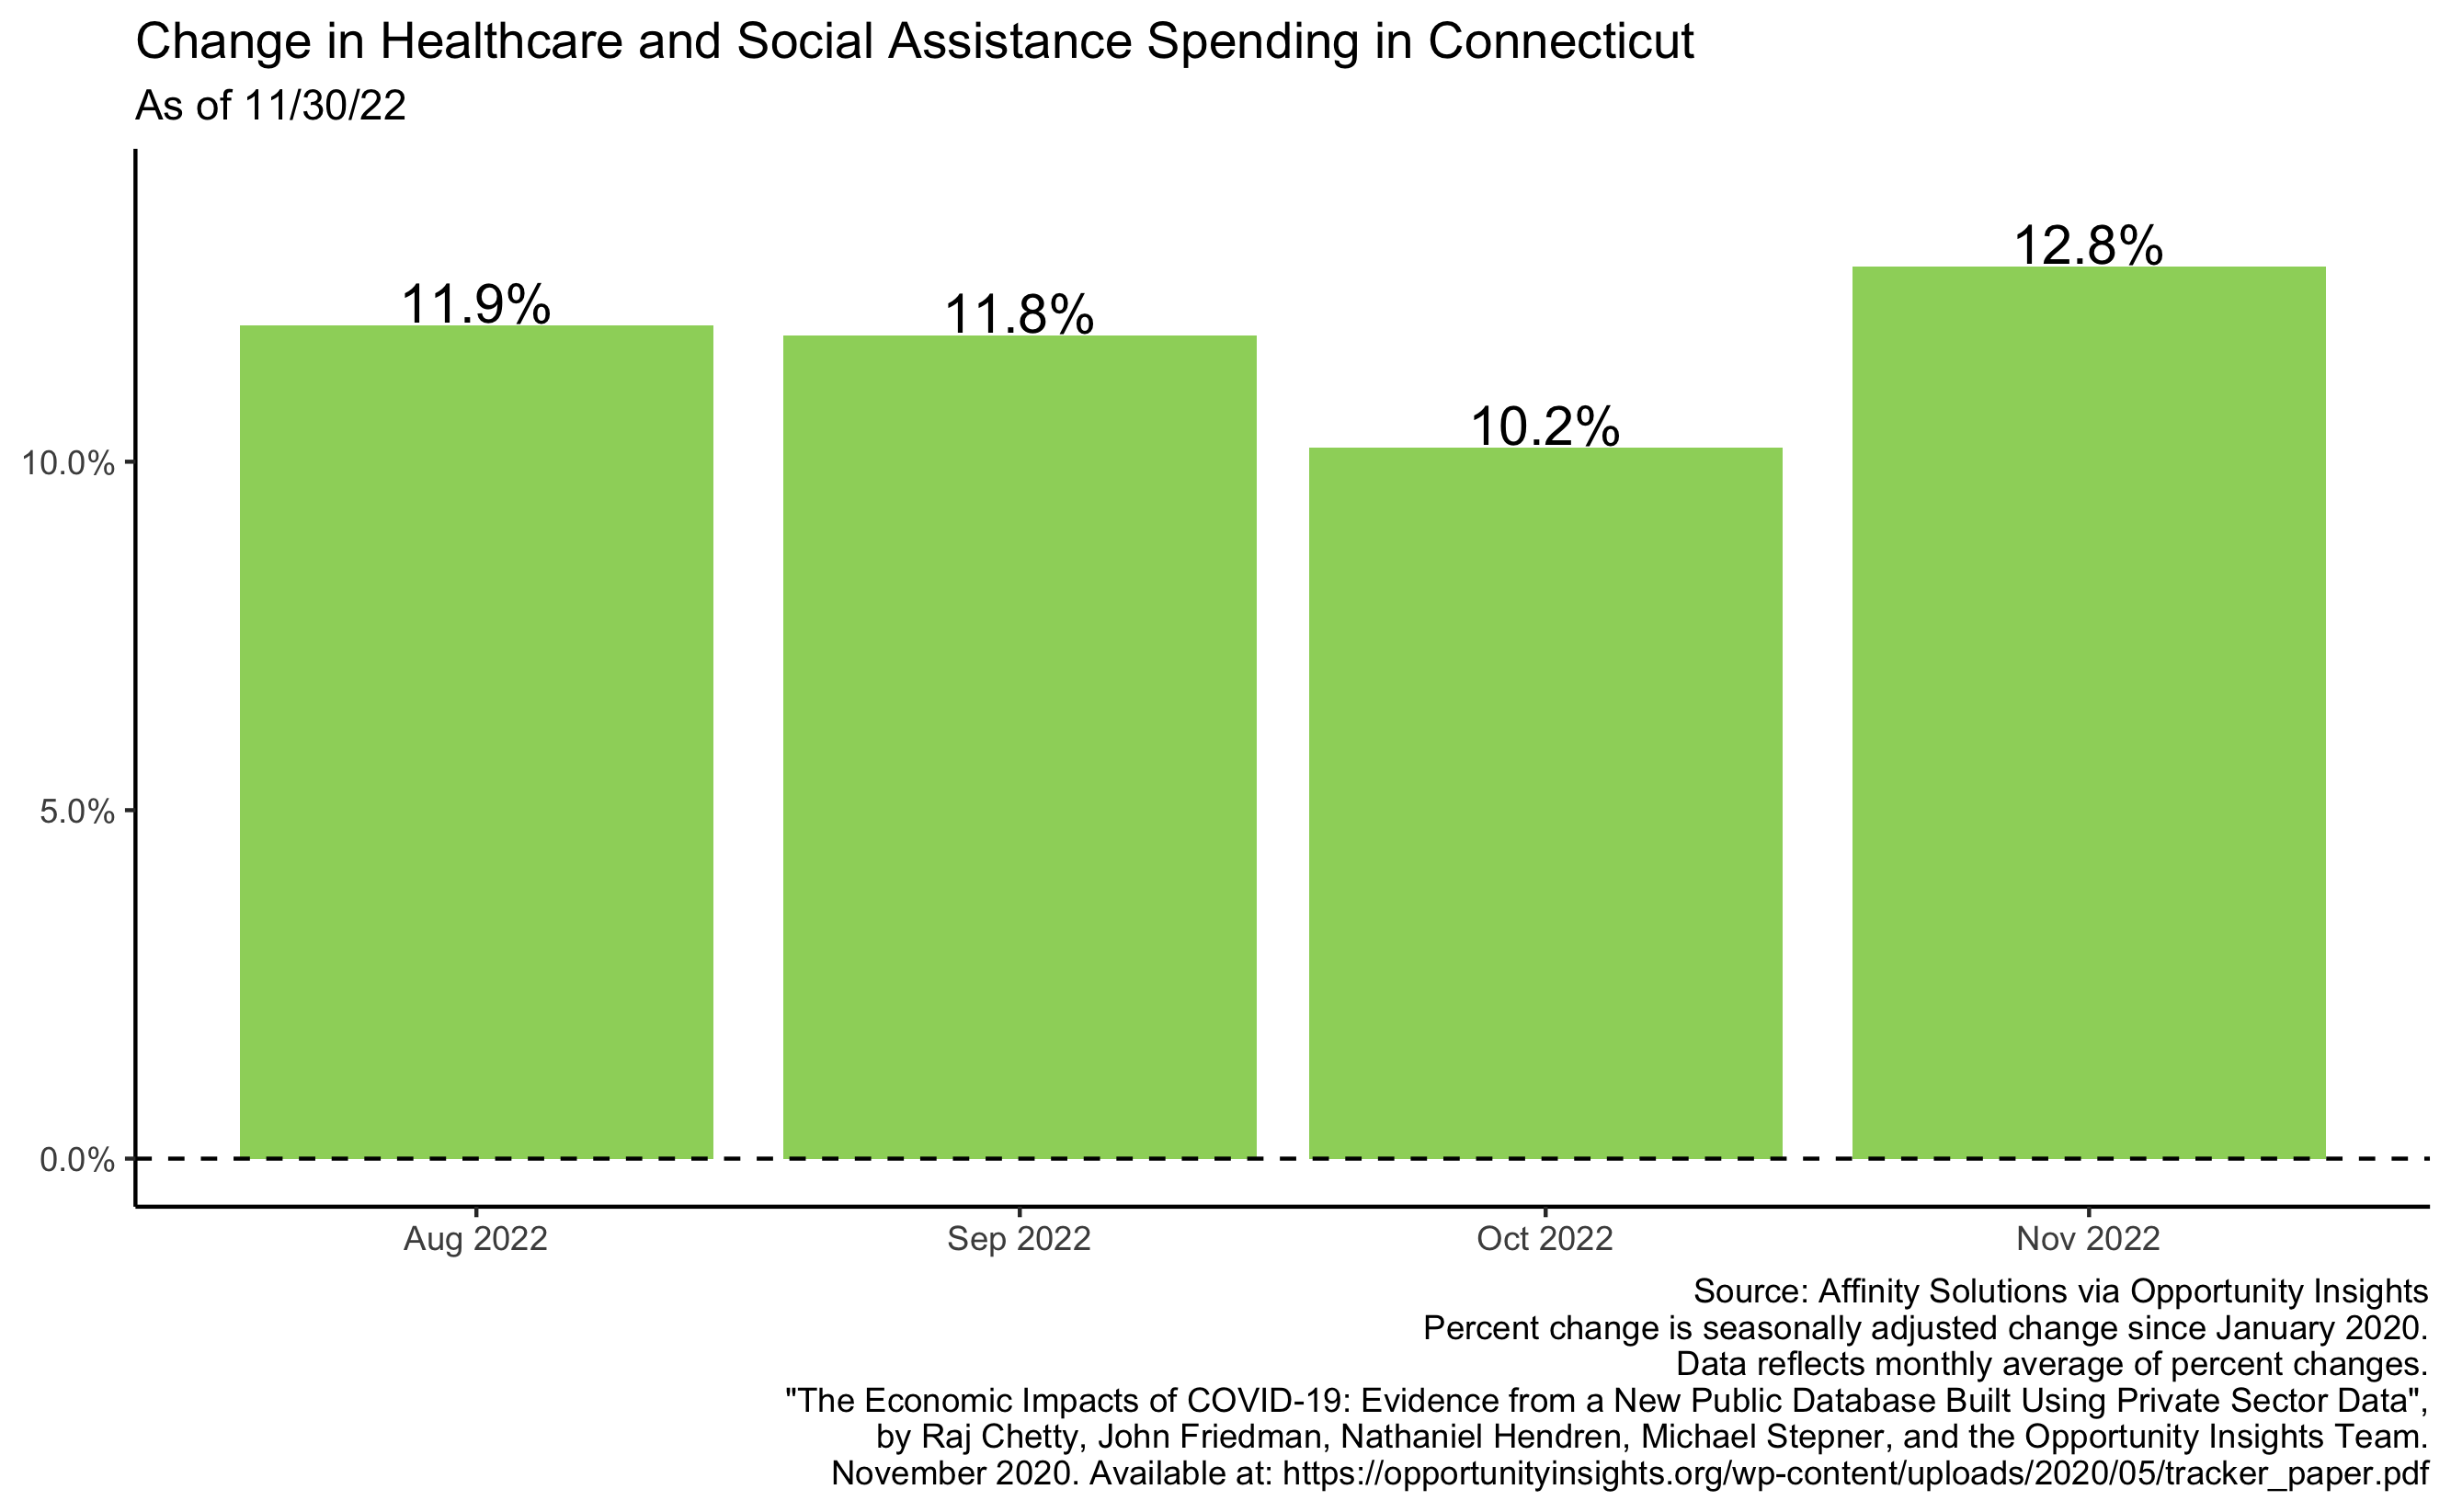 Change in Healthcare and Social Assistance Spending in Connecticut
As of 11/30/22
11.9%
11.8%
10.2%
12.8%
10.0%
5.0%
0.0%
Aug 2022
Sep 2022
Oct 2022
Nov 2022
Source: Affinity Solutions via Opportunity Insights
Percent change is seasonally adjusted change since January 2020.
Data reflects monthly average of percent changes.
"The Economic Impacts of COVID-19: Evidence from a New Public Database Built Using Private Sector Data",
by Raj Chetty, John Friedman, Nathaniel Hendren, Michael Stepner, and the Opportunity Insights Team.
November 2020. Available at: https://opportunityinsights.org/wp-content/uploads/2020/05/tracker_paper.pdf